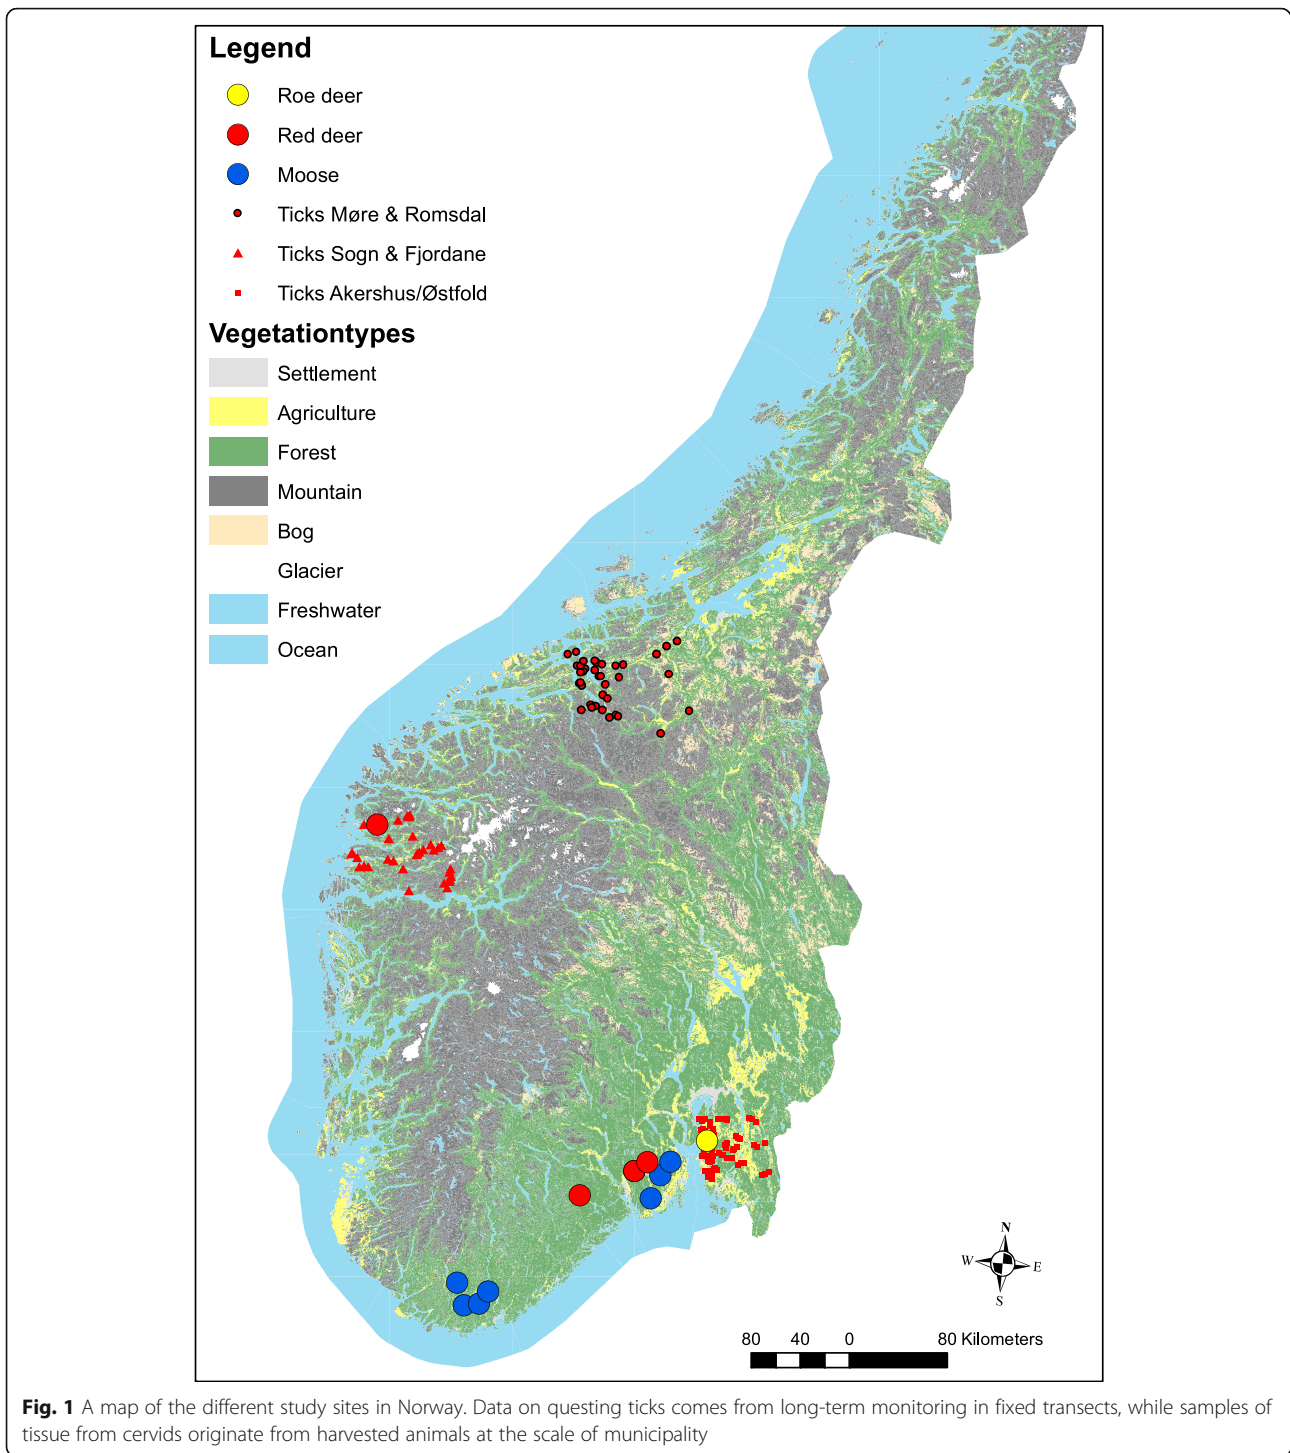 Legend
Roe deer
Red deer
Moose
Ticks Møre & Romsdal
Ticks Sogn & Fjordane
Ticks Akershus/Østfold
Vegetationtypes
Settlement
Agriculture
Forest
Mountain
Bog
Glacier
Freshwater
Ocean
N
W E
S
80 40 0 80 Kilometers
Fig. 1 A map of the different study sites in Norway. Data on questing ticks comes from long-term monitoring in fixed transects, while samples of
tissue from cervids originate from harvested animals at the scale of municipality